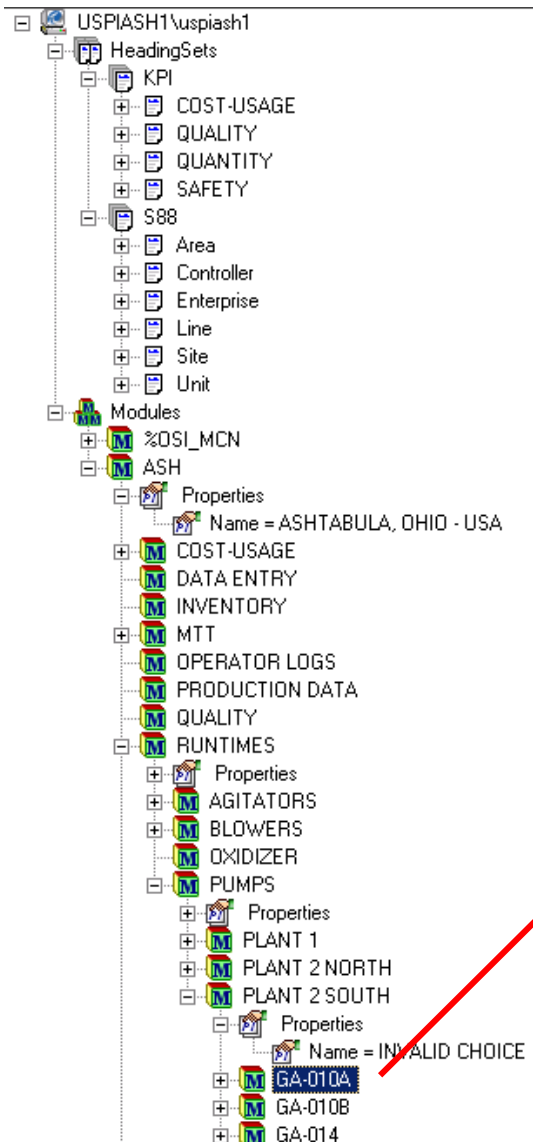 USPIASH1\uspiash1
HeadingSets
KPI
COST-USAGE
QUALITY
QUANTITY
SAFETY
S88
Area
Controller
Enterprise
Line
Site
Unit
Modules
%OSI_MCN
ASH
Properties
Name = ASHTABULA, OHIO - USA
COST-USAGE
DATA ENTRY
INVENTORY
MTT
OPERATOR LOGS
PRODUCTION DATA
QUALITY
RUNTIMES
Properties
AGITATORS
BLOWERS
OXIDIZER
PUMPS
Properties
PLANT 1
PLANT 2 NORTH
PLANT 2 SOUTH
Properties
Name = INVALID CHOICE
GA-010A
GA-010B
GA-014